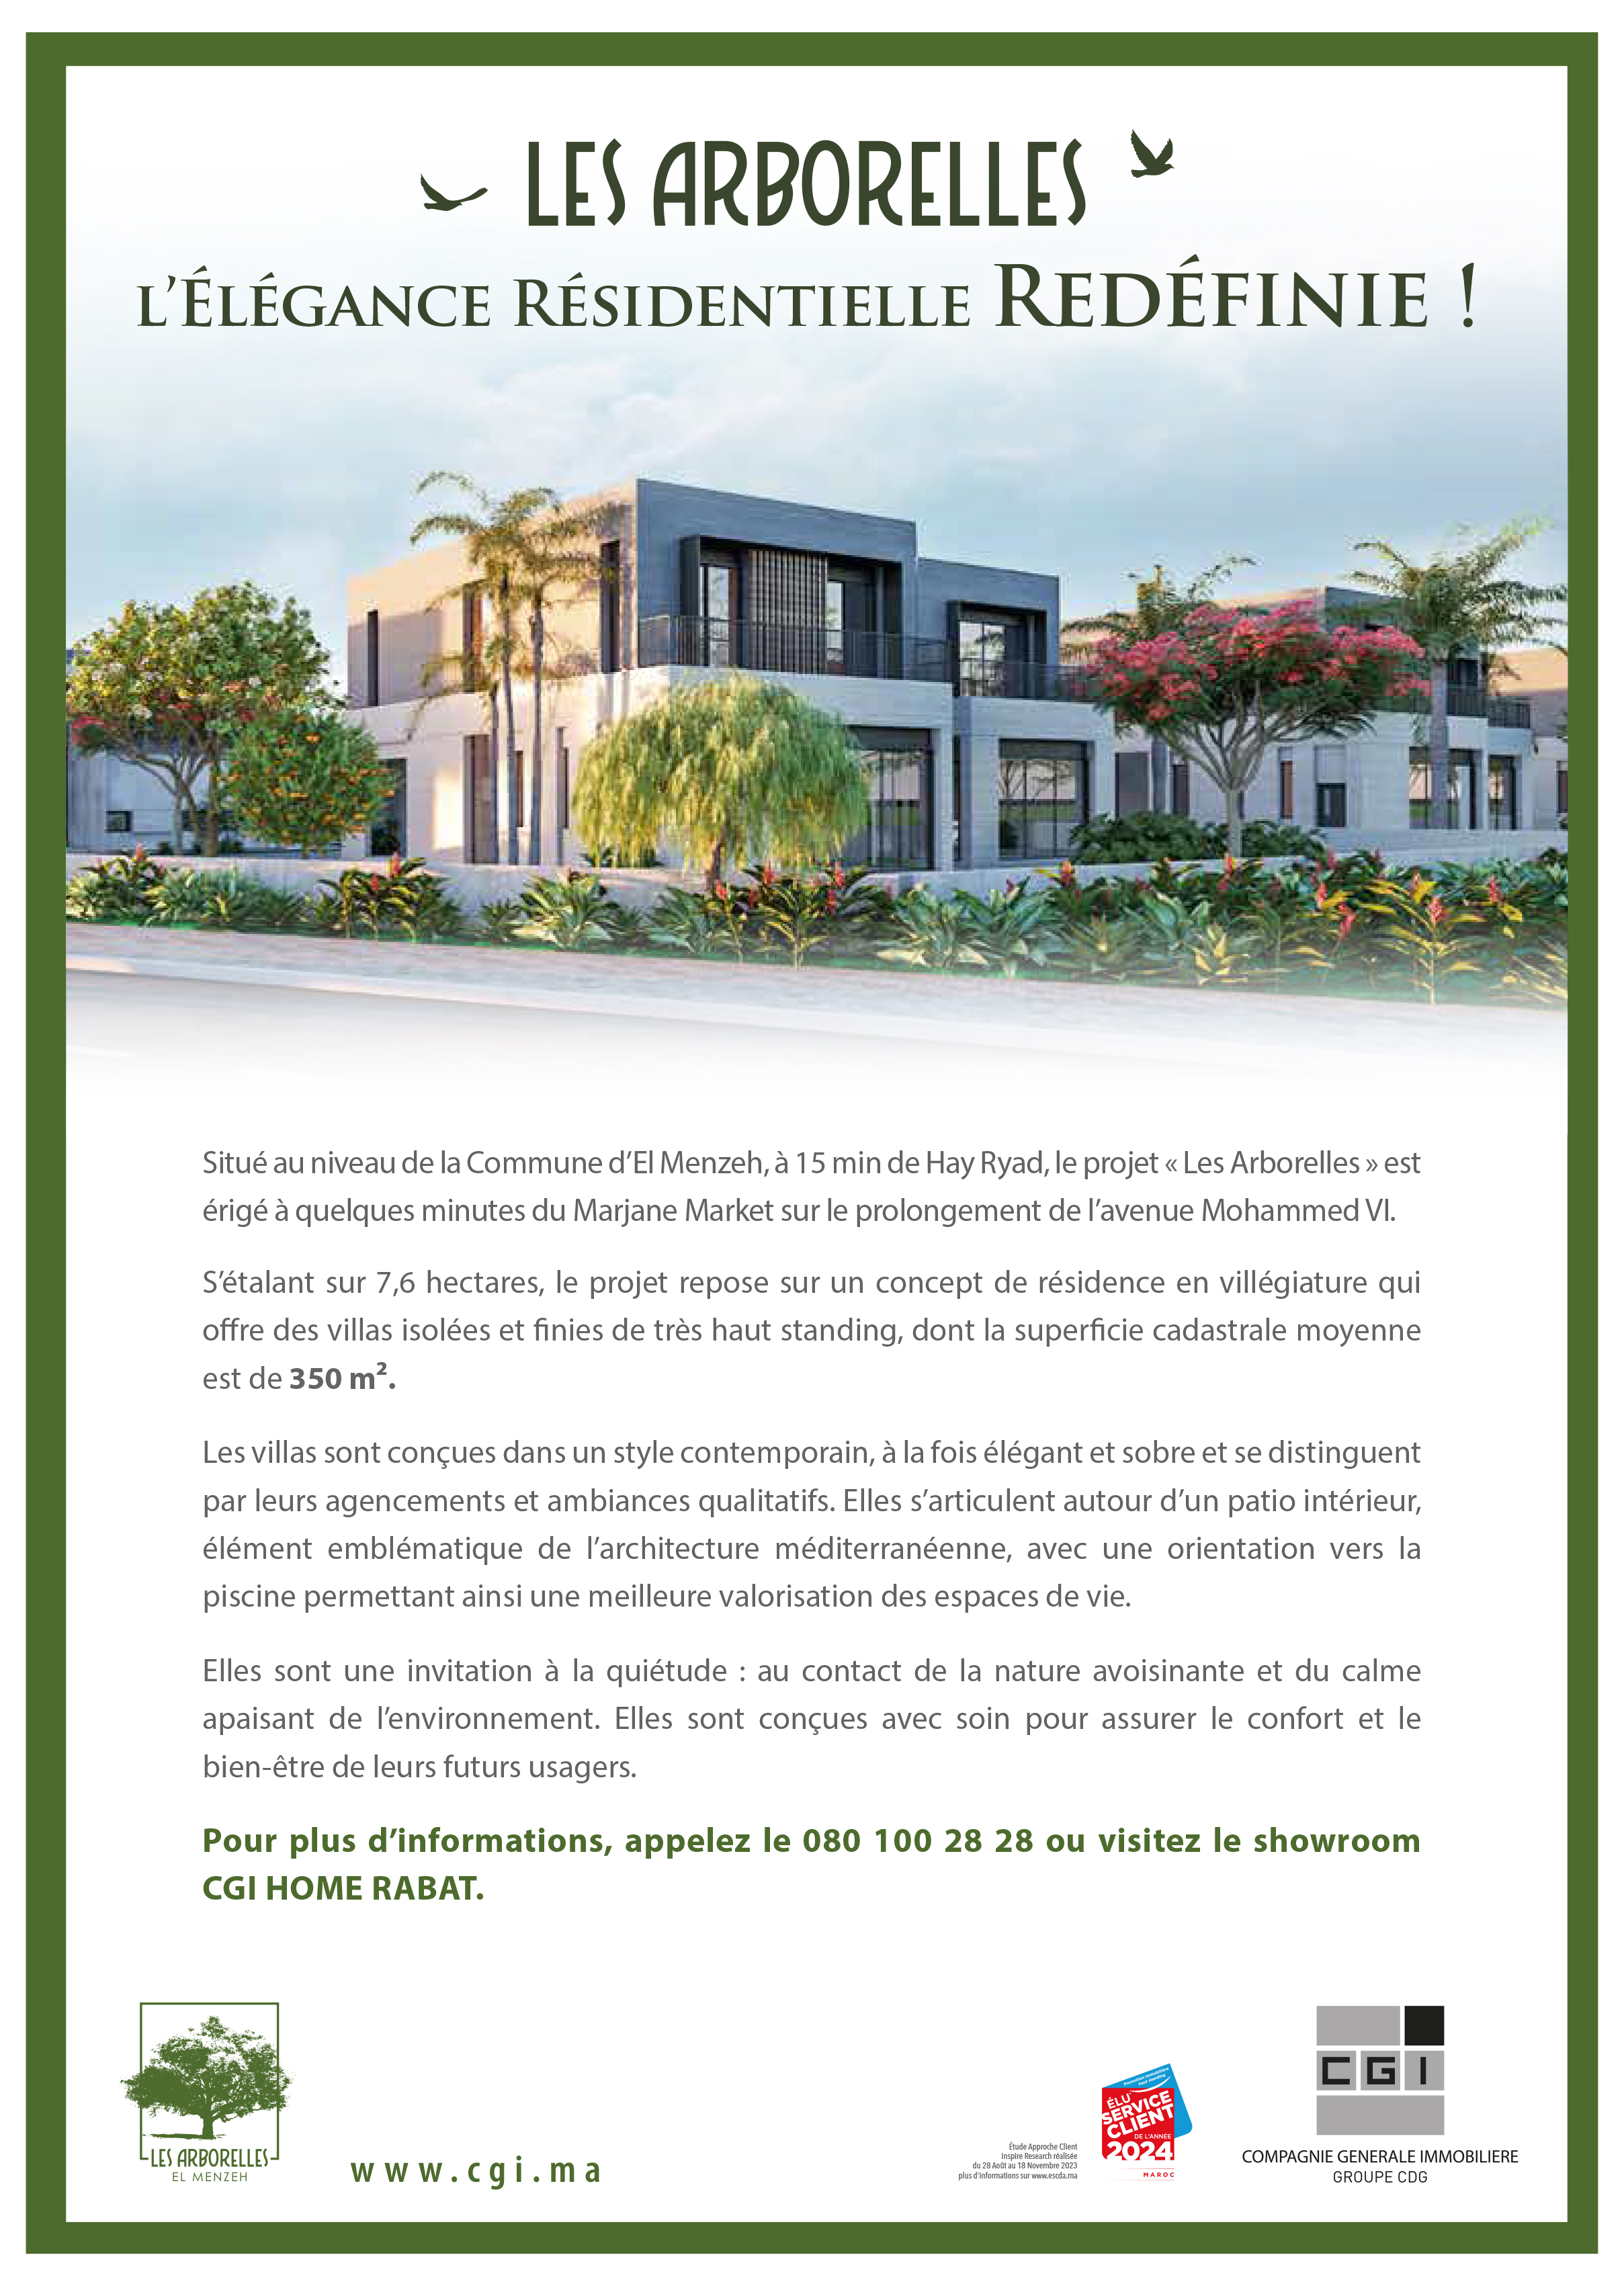 LES ARBORELLES
L'Élégance Résidentielle Redéfinie !
Situé au niveau de la Commune d'El Menzeh, à 15 min de Hay Ryad, le projet « Les Arborelles » est
érigé à quelques minutes du Marjane Market sur le prolongement de l'avenue Mohammed VI.
S'étalant sur 7,6 hectares, le projet repose sur un concept de résidence en villégiature qui
offre des villas isolées et finies de très haut standing, dont la superficie cadastrale moyenne
est de 350 m².
Les villas sont conçues dans un style contemporain, à la fois élégant et sobre et se distinguent
par leurs agencements et ambiances qualitatifs. Elles s'articulent autour d'un patio intérieur,
élément emblématique de l'architecture méditerranéenne, avec une orientation vers la
piscine permettant ainsi une meilleure valorisation des espaces de vie.
Elles sont une invitation à la quiétude : au contact de la nature avoisinante et du calme
apaisant de l'environnement. Elles sont conçues avec soin pour assurer le confort et le
bien-être de leurs futurs usagers.
Pour plus d'informations, appelez le 080 100 28 28 ou visitez le showroom
CGI HOME RABAT.
LES ARBORELLES
EL MENZEH
www.cgi.ma
Étude Approche Client
Inspire Research réalisée
du 28 Août au 18 Novembre 2023
plus d'informations sur www.escda.ma
Promotion immobilière
haut standing
ÉLU
SERVICE
CLIENT
DE L'ANNÉE
2024
MAROC
CGI
COMPAGNIE GENERALE IMMOBILIERE
GROUPE CDG